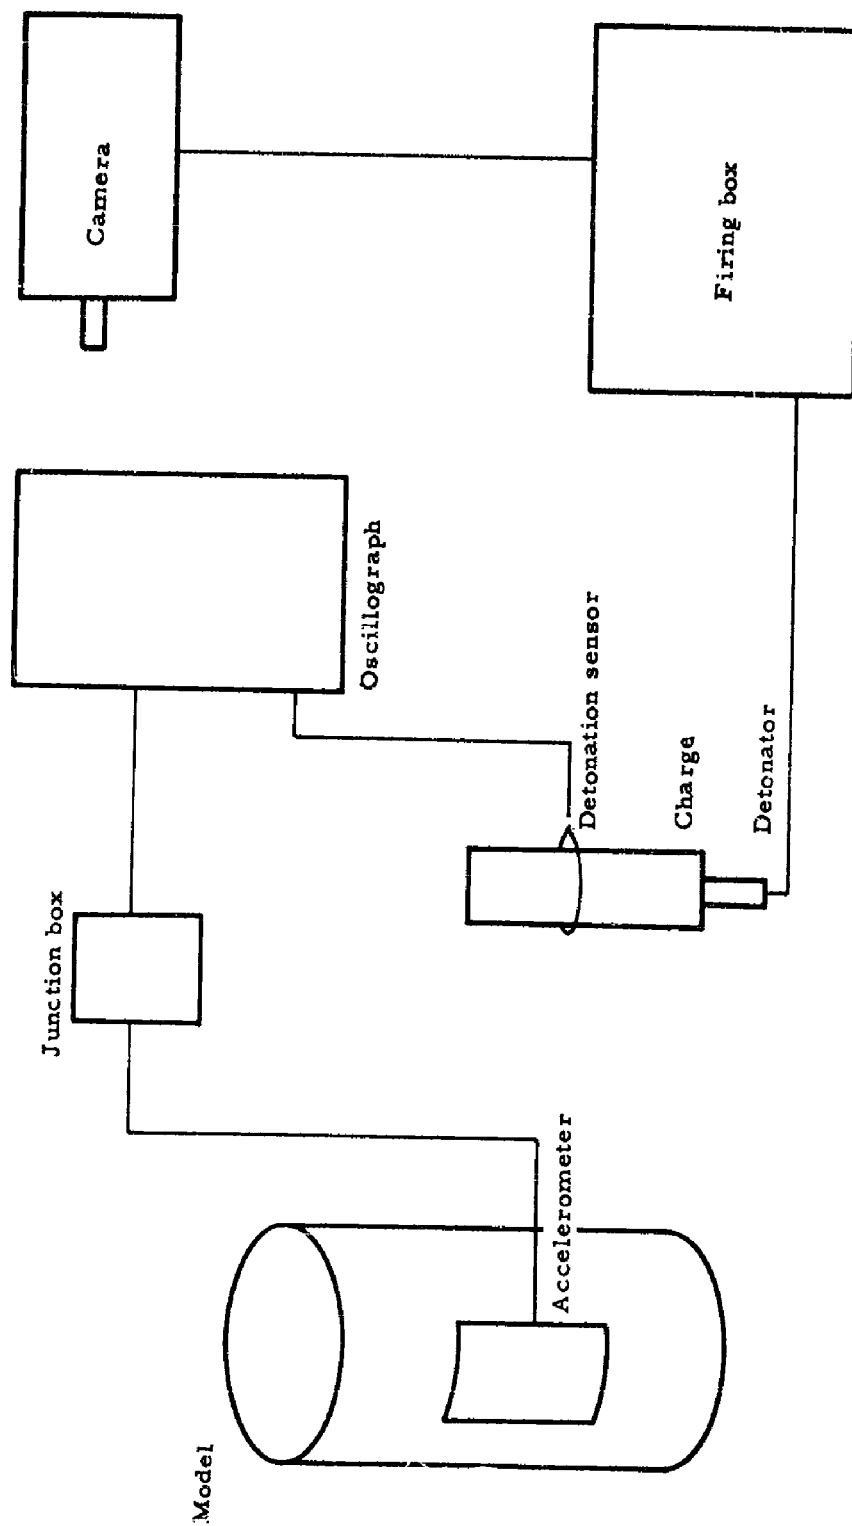 Camera
Firing box
Oscillograph
Detonation sensor
Charge
Detonator
Junction box
Accelerometer
Model